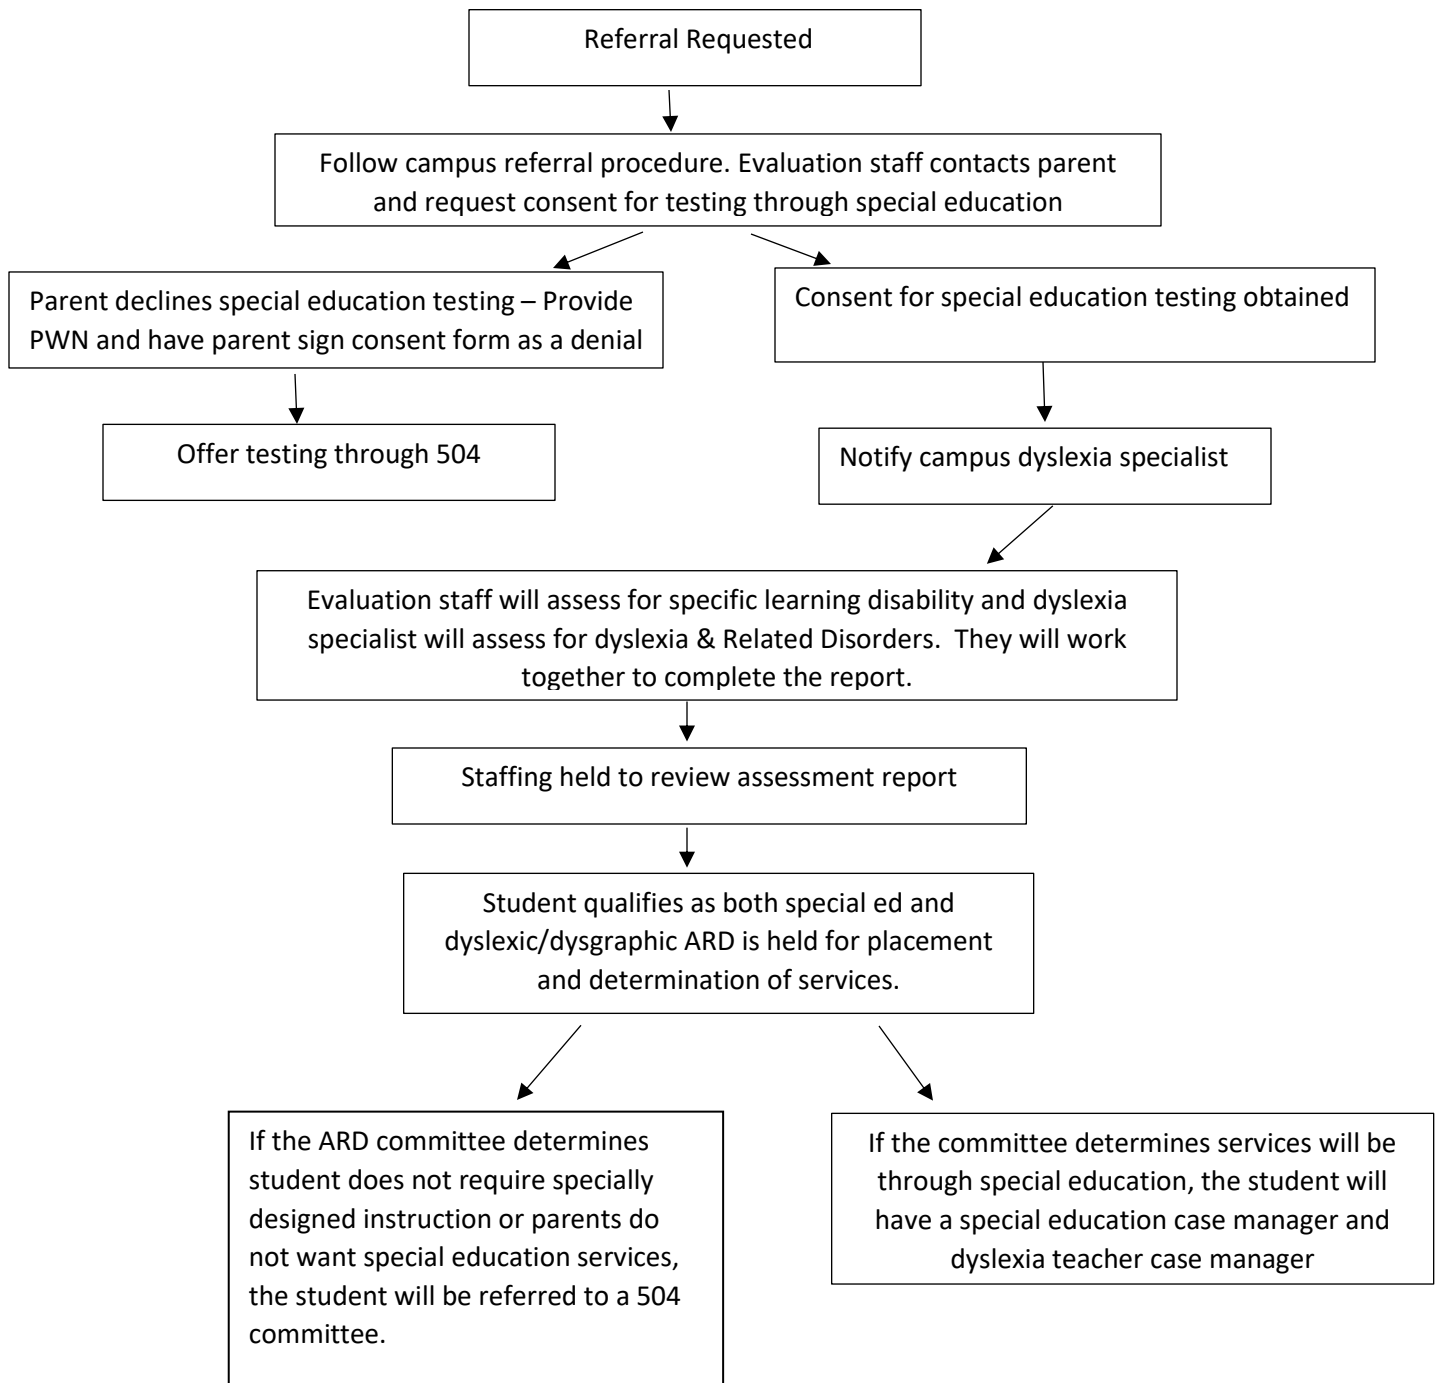 Referral Requested
Follow campus referral procedure. Evaluation staff contacts parent
and request consent for testing through special education
Parent declines special education testing – Provide
PWN and have parent sign consent form as a denial
Consent for special education testing obtained
Offer testing through 504
Notify campus dyslexia specialist
Evaluation staff will assess for specific learning disability and dyslexia
specialist will assess for dyslexia & Related Disorders.  They will work
together to complete the report.
Staffing held to review assessment report
Student qualifies as both special ed and
dyslexic/dysgraphic ARD is held for placement
and determination of services.
If the ARD committee determines
student does not require specially
designed instruction or parents do
not want special education services,
the student will be referred to a 504
committee.
If the committee determines services will be
through special education, the student will
have a special education case manager and
dyslexia teacher case manager